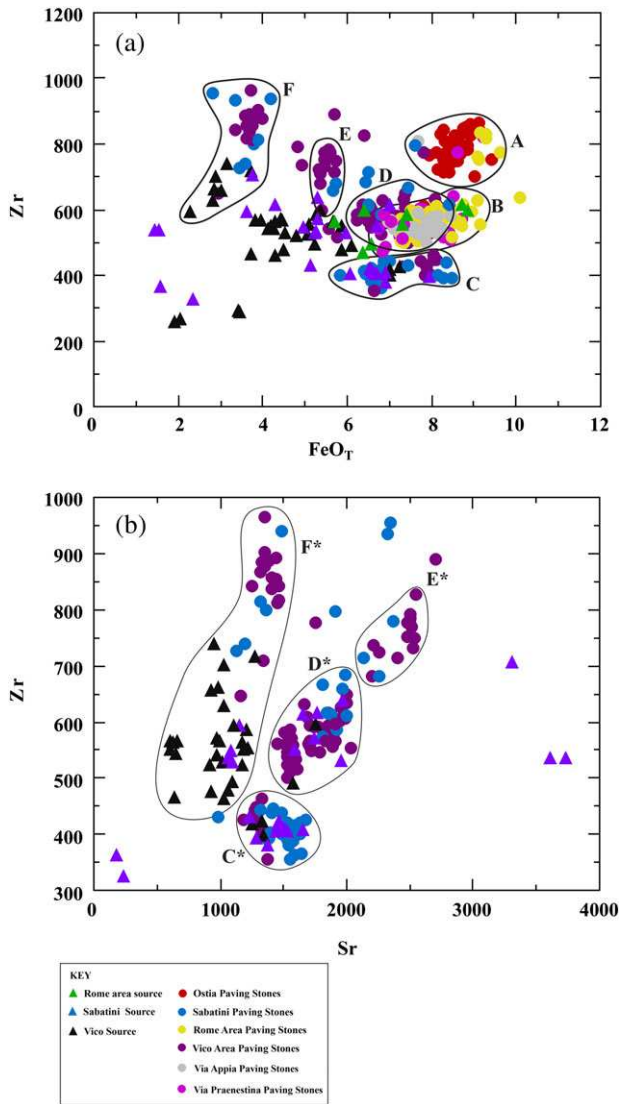 (a)
1200
1000
800
600
400
200
0
Zr
F
E
D
A
B
C
0 2 4 6 8 10 12
FeOT
(b)
1000
900
800
700
600
500
400
300
Zr
F*
E*
D*
C*
0 1000 2000 3000 4000
Sr
KEY
Rome area source
Sabatini Source
Vico Source
Ostia Paving Stones
Sabatini Paving Stones
Rome Area Paving Stones
Vico Area Paving Stones
Via Appia Paving Stones
Via Praenestina Paving Stones